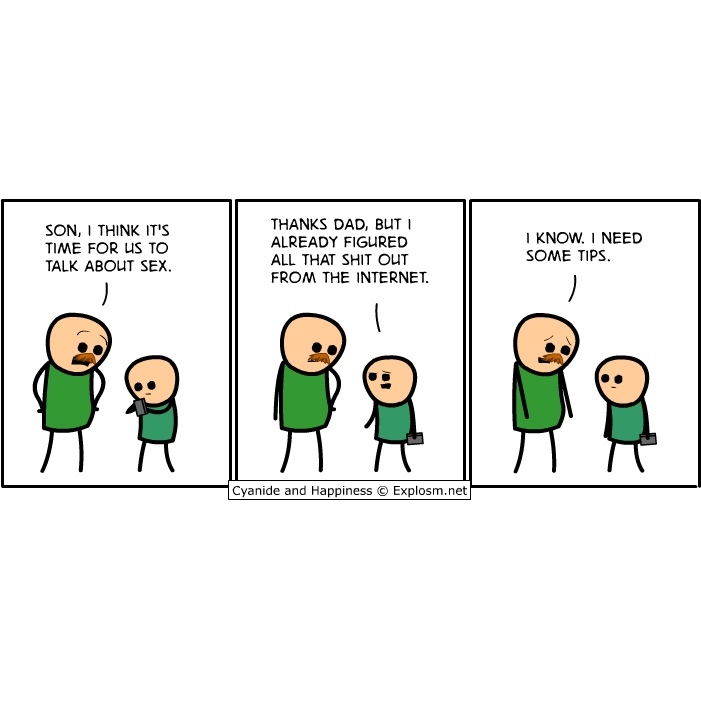 SON, I THINK IT'S
TIME FOR US TO
TALK ABOUT SEX.
THANKS DAD, BUT I
ALREADY FIGURED
ALL THAT SHIT OUT
FROM THE INTERNET.
I KNOW. I NEED
SOME TIPS.
Cyanide and Happiness © Explosm.net